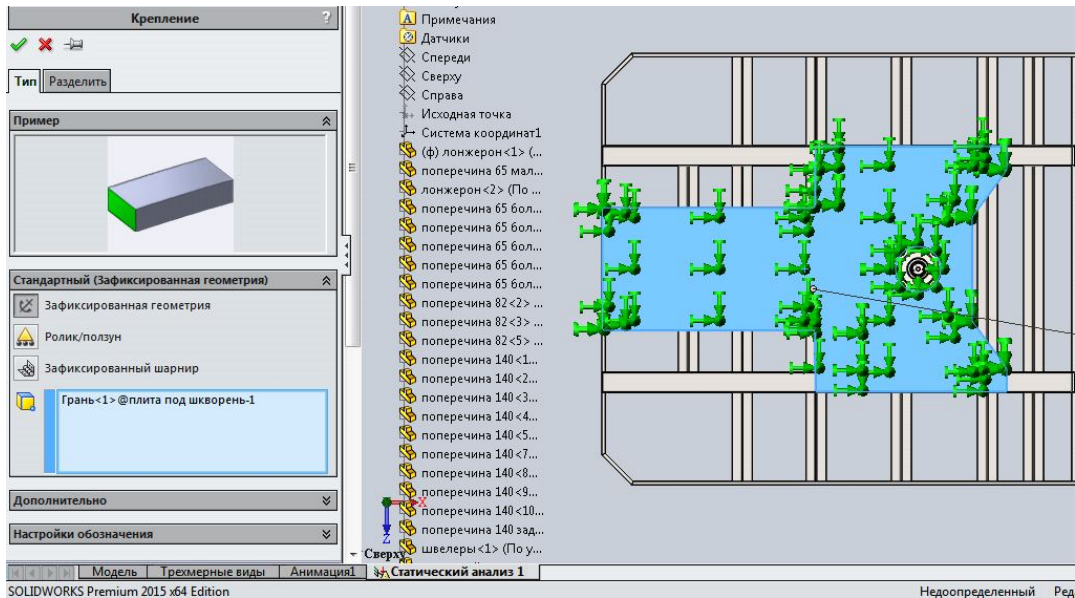 Крепление
?
Тип
Разделить
Пример
Стандартный (Зафиксированная геометрия)
Зафиксированная геометрия
Ролик/ползун
Зафиксированный шарнир
Грань<1>@плита под шкворень-1
Дополнительно
Настройки обозначения
Примечания
Датчики
Спереди
Сверху
Справа
Исходная точка
Система координат1
(ф) лонжерон<1> (...
поперечина 65 мал...
лонжерон<2> (По ...
поперечина 65 бол...
поперечина 65 бол...
поперечина 65 бол...
поперечина 65 бол...
поперечина 82<2> ...
поперечина 82<3> ...
поперечина 82<5> ...
поперечина 140<1...
поперечина 140<2...
поперечина 140<3...
поперечина 140<4...
поперечина 140<5...
поперечина 140<7...
поперечина 140<8...
поперечина 140<9...
поперечина 140<10...
поперечина 140 зад...
швелеры<1> (По у...
X
Z
Сверху
Модель
Трехмерные виды
Анимация1
Статический анализ 1
SOLIDWORKS Premium 2015 x64 Edition
Недоопределенный
Ред